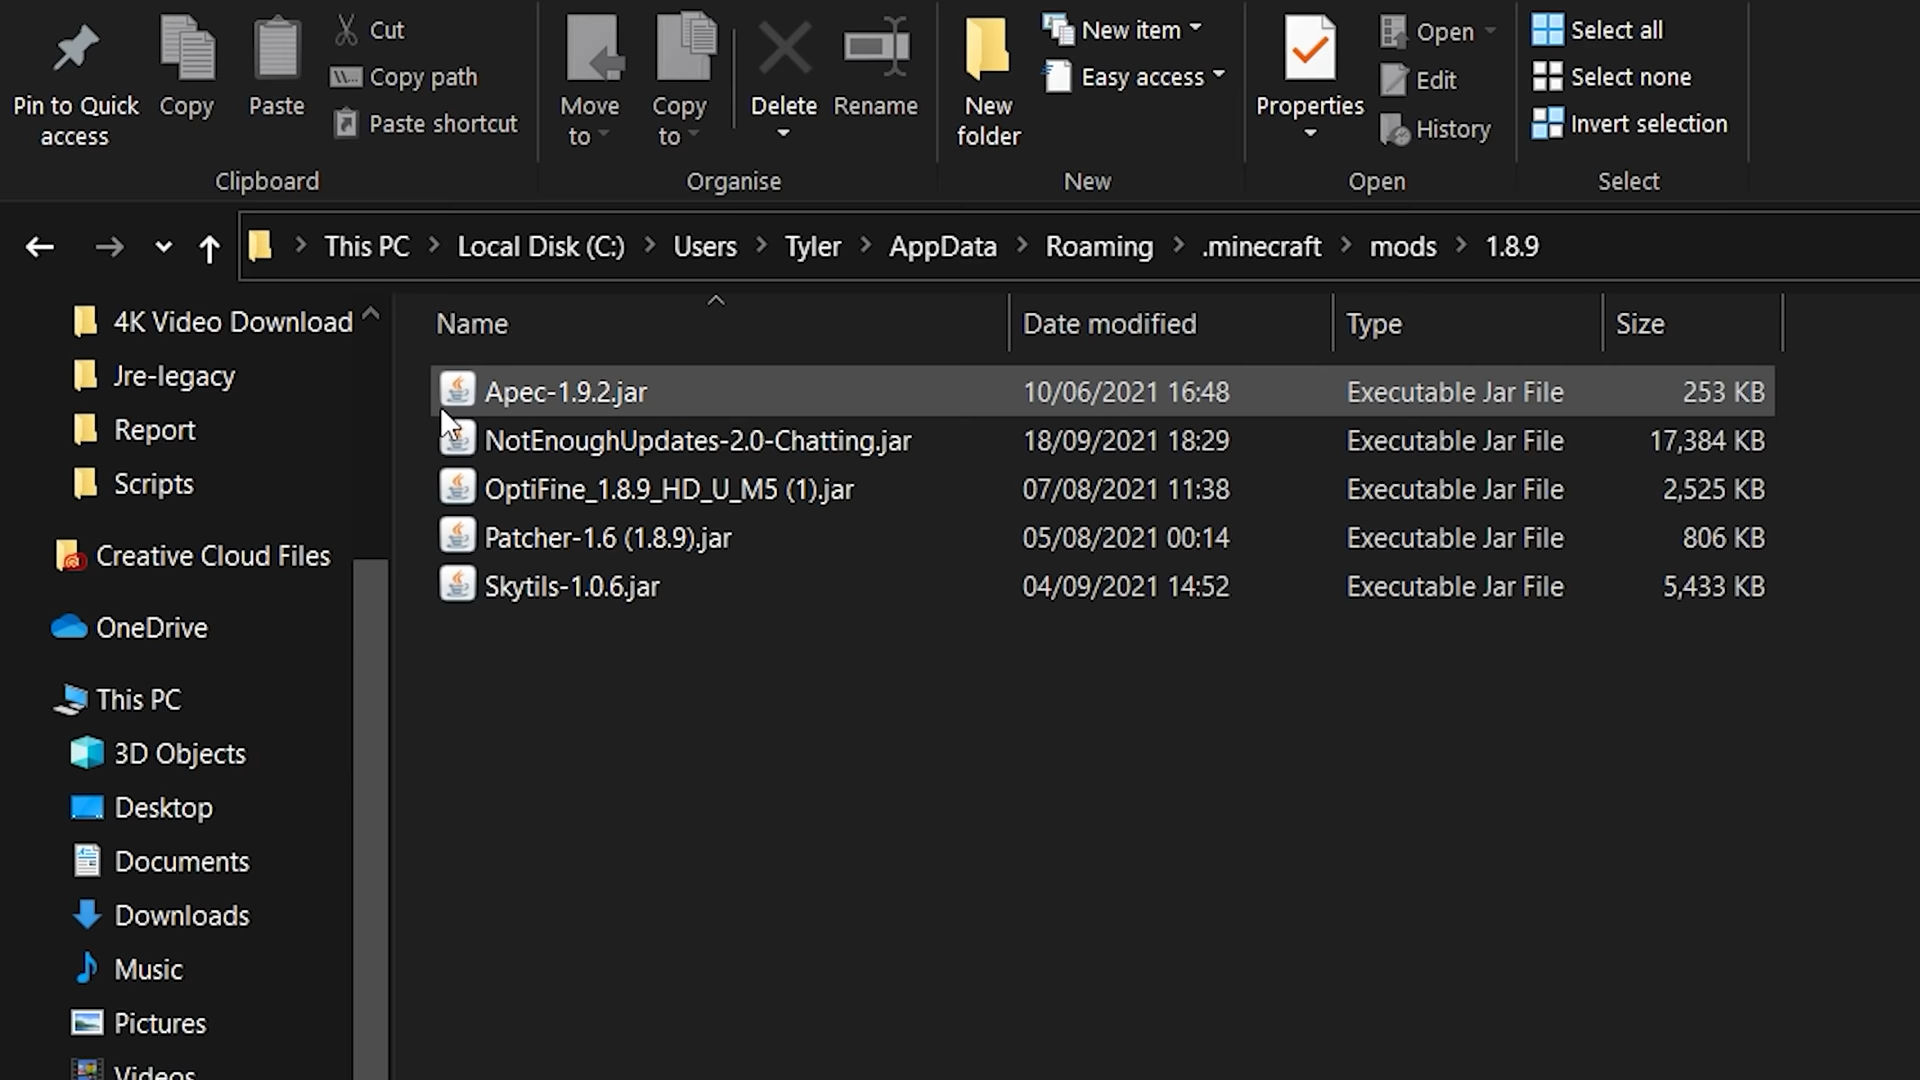 Pin to Quick access
Copy
Paste
Cut
Copy path
Paste shortcut
Clipboard
Move to
Copy to
Delete
Rename
Organise
New folder
New item
Easy access
New
Properties
Open
Edit
History
Open
Select all
Select none
Invert selection
Select
This PC > Local Disk (C:) > Users > Tyler > AppData > Roaming > .minecraft > mods > 1.8.9
4K Video Download
Jre-legacy
Report
Scripts
Creative Cloud Files
OneDrive
This PC
3D Objects
Desktop
Documents
Downloads
Music
Pictures
Videos
Name Date modified Type Size
Apec-1.9.2.jar 10/06/2021 16:48 Executable Jar File 253 KB
NotEnoughUpdates-2.0-Chatting.jar 18/09/2021 18:29 Executable Jar File 17,384 KB
OptiFine_1.8.9_HD_U_M5 (1).jar 07/08/2021 11:38 Executable Jar File 2,525 KB
Patcher-1.6 (1.8.9).jar 05/08/2021 00:14 Executable Jar File 806 KB
Skytils-1.0.6.jar 04/09/2021 14:52 Executable Jar File 5,433 KB